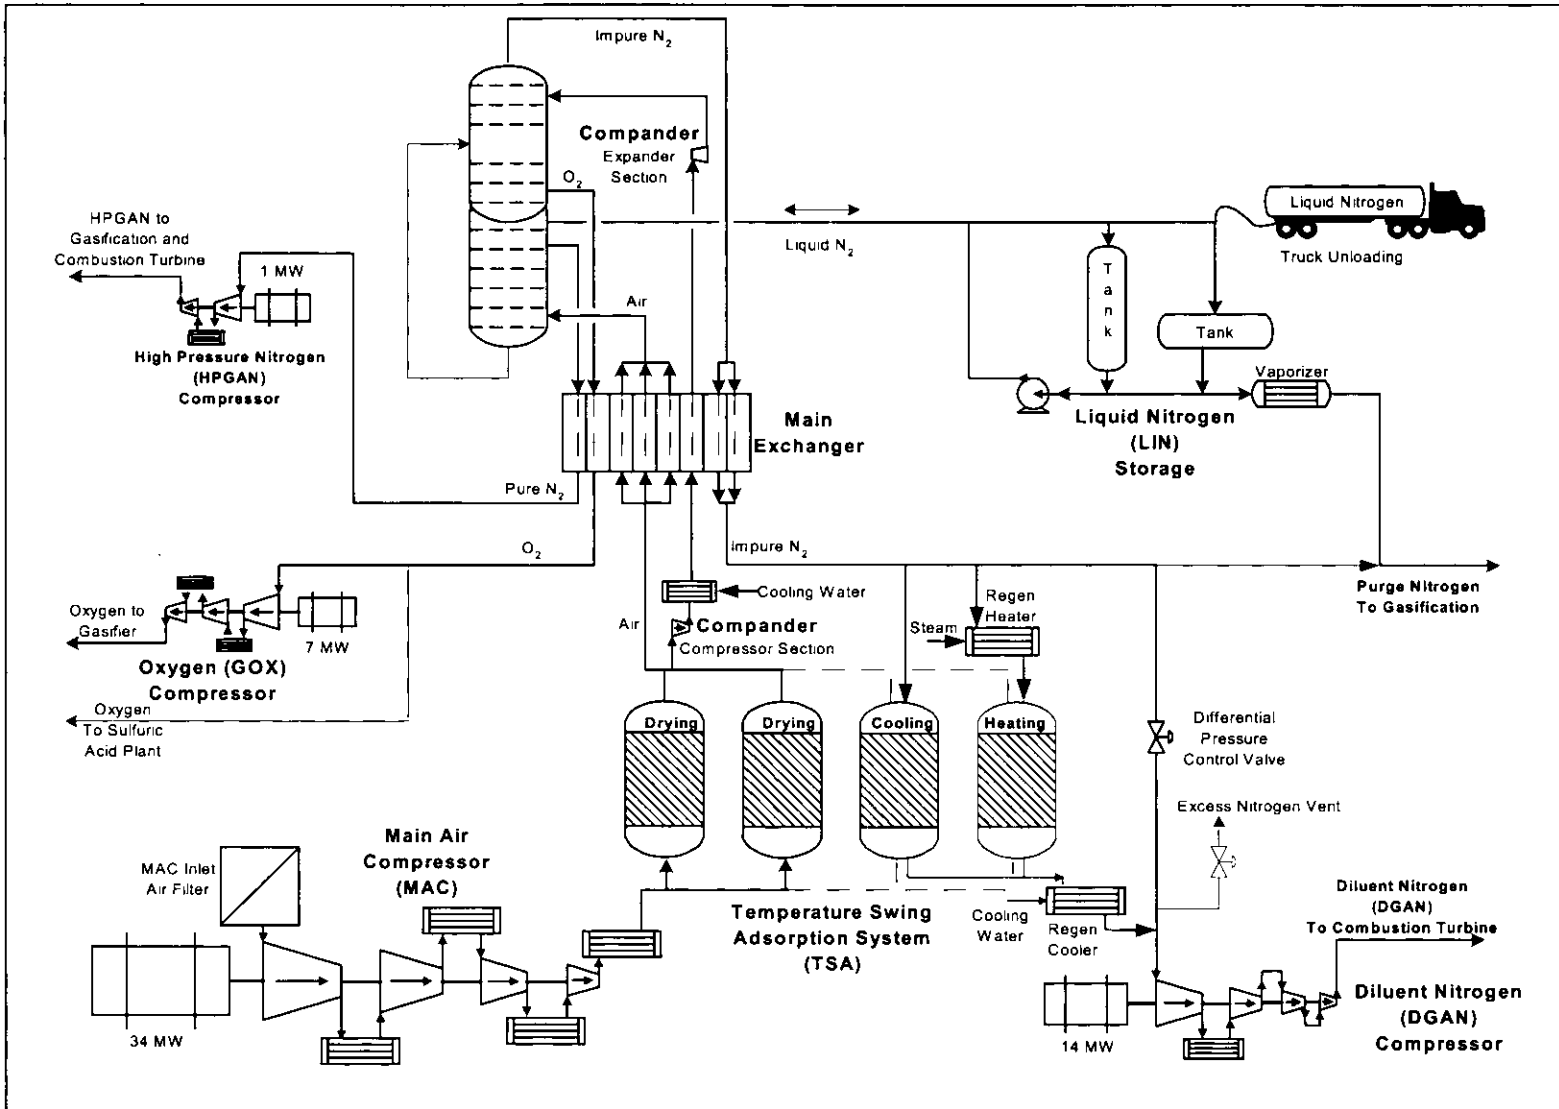 Impure N2
Compander
Expander
Section
O2
Liquid Nitrogen
Truck Unloading
Liquid N2
HPGAN to
Gasification and
Combustion Turbine
1 MW
High Pressure Nitrogen
(HPGAN)
Compressor
Air
Tank
Tank
Vaporizer
Liquid Nitrogen
(LIN)
Storage
Main
Exchanger
Pure N2
O2
Impure N2
Purge Nitrogen
To Gasification
Cooling Water
Regen
Heater
Steam
Air
Compander
Compressor Section
Oxygen to
Gasifier
7 MW
Oxygen (GOX)
Compressor
Oxygen
To Sulfuric
Acid Plant
Drying
Drying
Cooling
Heating
Differential
Pressure
Control Valve
Excess Nitrogen Vent
Main Air
Compressor
(MAC)
MAC Inlet
Air Filter
34 MW
Temperature Swing
Adsorption System
(TSA)
Cooling
Water
Regen
Cooler
Diluent Nitrogen
(DGAN)
To Combustion Turbine
14 MW
Diluent Nitrogen
(DGAN)
Compressor